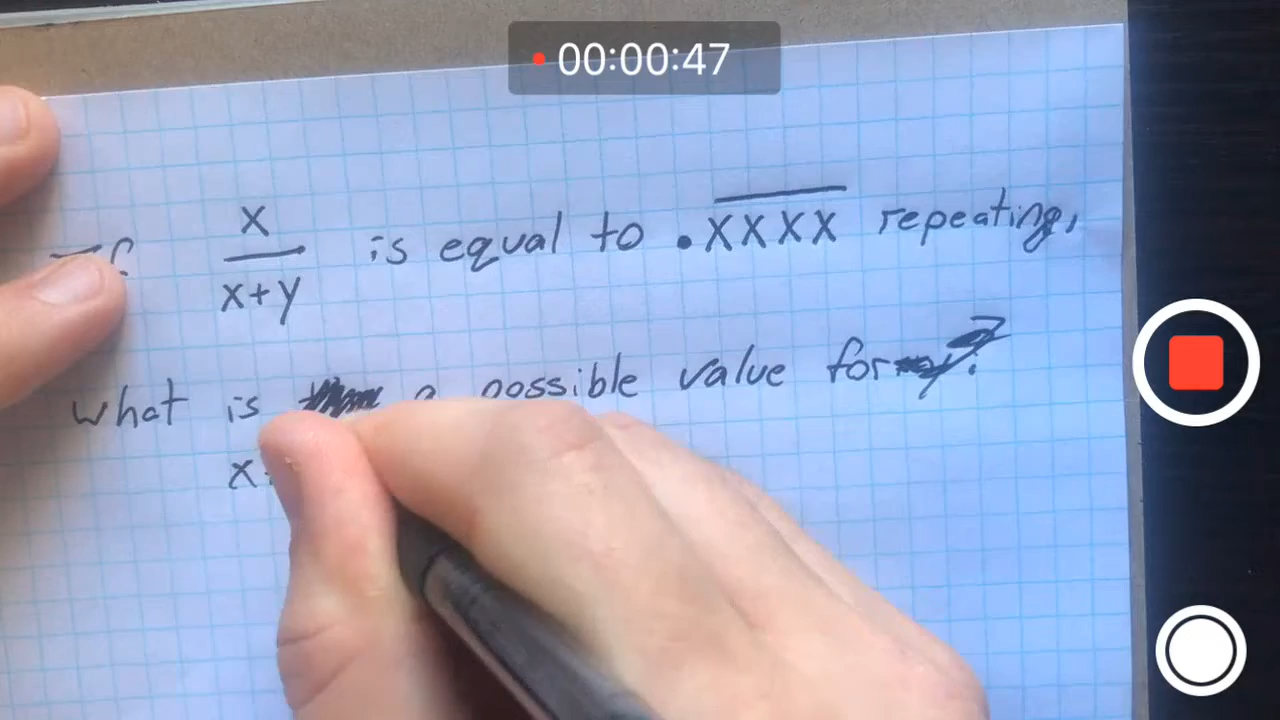 00:00:47
x/x+y is equal to .xxxx repeating,
what is a possible value for
x